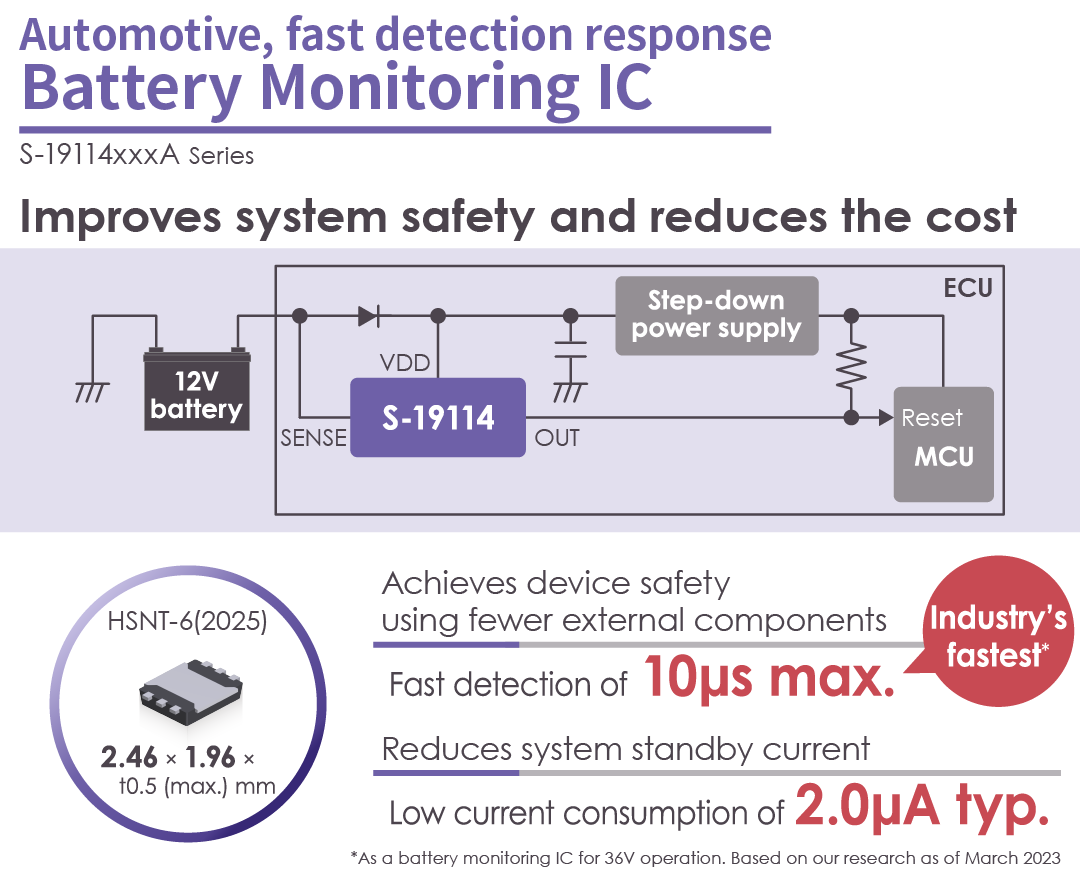 Automotive, fast detection response
Battery Monitoring IC
S-19114xxxA Series
Improves system safety and reduces the cost
ECU
Step-down
power supply
VDD
12V
battery
S-19114
SENSE
OUT
Reset
MCU
HSNT-6(2025)
2.46 × 1.96 ×
t0.5 (max.) mm
Achieves device safety
using fewer external components
Industry's
fastest*
Fast detection of 10μs max.
Reduces system standby current
Low current consumption of 2.0μA typ.
*As a battery monitoring IC for 36V operation. Based on our research as of March 2023